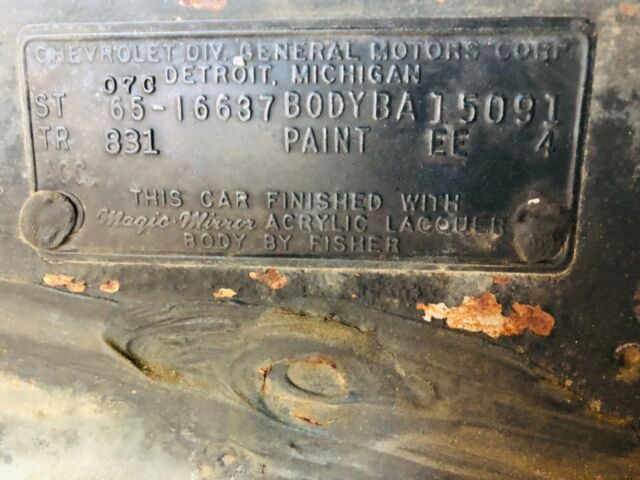 CHEVROLET DIV. GENERAL MOTORS CORP.
DETROIT, MICHIGAN
07C
ST 65-16637 BODY BA 15091
TR 831 PAINT EE 4
ACC.
THIS CAR FINISHED WITH
Magic-Mirror ACRYLIC LACQUER
BODY BY FISHER